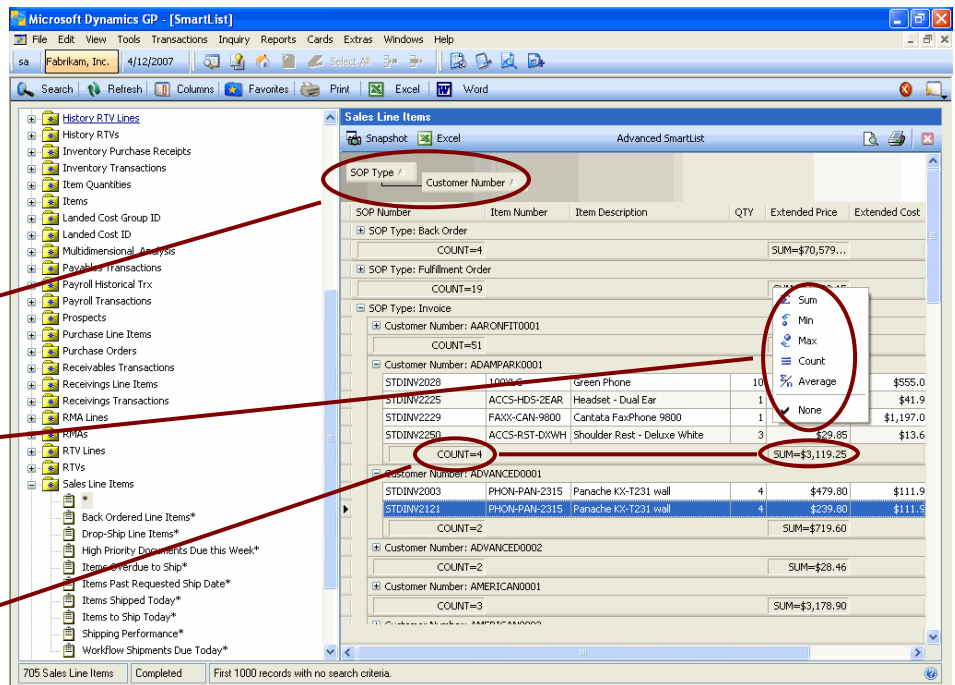 Microsoft Dynamics GP - [SmartList]
File Edit View Tools Transactions Inquiry Reports Cards Extras Windows Help
sa Fabrikam, Inc. 4/12/2007 Select All
Search Refresh Columns Favorites Print Excel Word
History RTV Lines
History RTVs
Inventory Purchase Receipts
Inventory Transactions
Item Quantities
Items
Landed Cost Group ID
Landed Cost ID
Multidimensional Analysis
Payables Transactions
Payroll Historical Trx
Payroll Transactions
Prospects
Purchase Line Items
Purchase Orders
Receivables Transactions
Receivings Line Items
Receivings Transactions
RMA Lines
RMAs
RTV Lines
RTVs
Sales Line Items
*
Back Ordered Line Items*
Drop-Ship Line Items*
High Priority Documents Due this Week*
Items Overdue to Ship*
Items Past Requested Ship Date*
Items Shipped Today*
Items to Ship Today*
Shipping Performance*
Workflow Shipments Due Today*
Sales Line Items
Snapshot Excel Advanced SmartList
SOP Type
Customer Number
SOP Number Item Number Item Description QTY Extended Price Extended Cost
SOP Type: Back Order
COUNT=4 SUM=$70,579...
SOP Type: Fulfillment Order
COUNT=19
SOP Type: Invoice
Customer Number: AARONFIT0001
COUNT=51
Customer Number: ADAMPARK0001
STDINV2028 100XLG Green Phone 10 $555.0
STDINV2225 ACCS-HDS-2EAR Headset - Dual Ear 1 $41.9
STDINV2229 FAXX-CAN-9800 Cantata FaxPhone 9800 1 $1,197.0
STDINV2250 ACCS-RST-DXWH Shoulder Rest - Deluxe White 3 $29.85 $13.6
COUNT=4 SUM=$3,119.25
Customer Number: ADVANCED0001
STDINV2003 PHON-PAN-2315 Panache KX-T231 wall 4 $479.80 $111.9
STDINV2121 PHON-PAN-2315 Panache KX-T231 wall 4 $239.80 $111.9
COUNT=2 SUM=$719.60
Customer Number: ADVANCED0002
COUNT=2 SUM=$28.46
Customer Number: AMERICAN0001
COUNT=3 SUM=$3,178.90
Sum
Min
Max
Count
Average
None
705 Sales Line Items Completed First 1000 records with no search criteria.